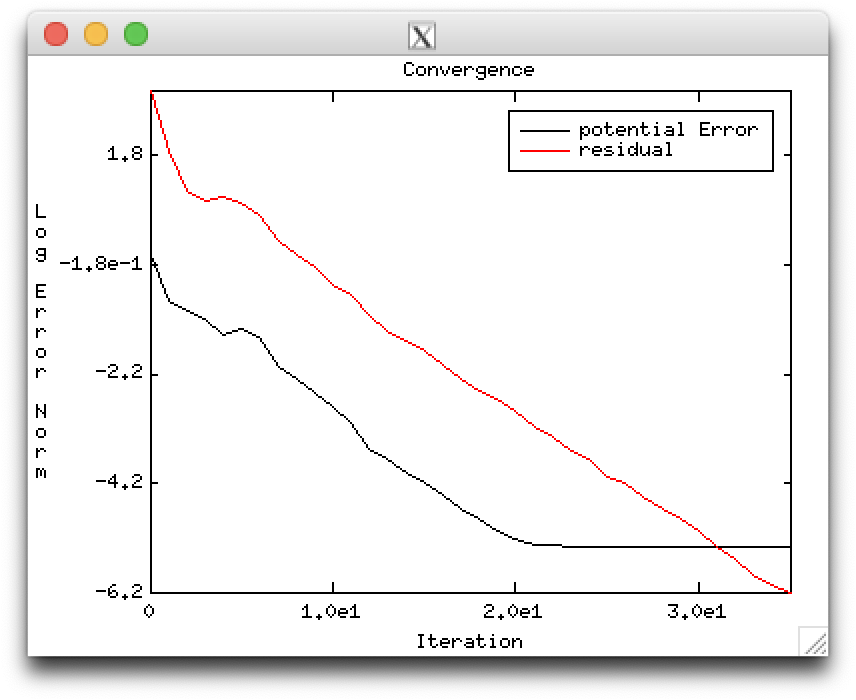 X
Convergence
potential Error
residual
Log Error Norm
1.8
-1.8e-1
-2.2
-4.2
-6.2
0 1.0e1 2.0e1 3.0e1
Iteration